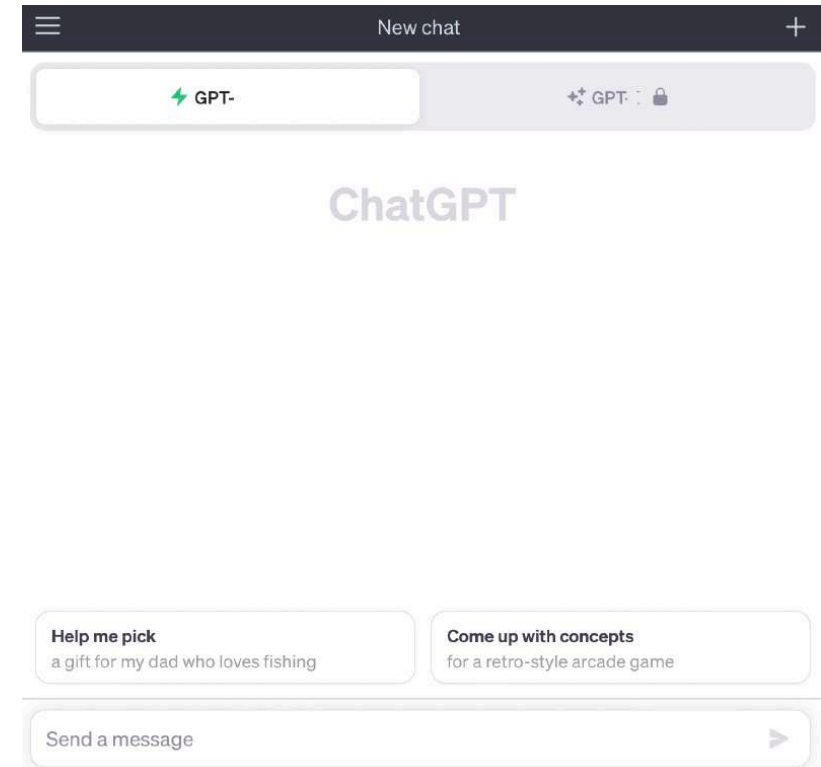 New chat
GPT-
GPT-
ChatGPT
Help me pick
a gift for my dad who loves fishing
Come up with concepts
for a retro-style arcade game
Send a message